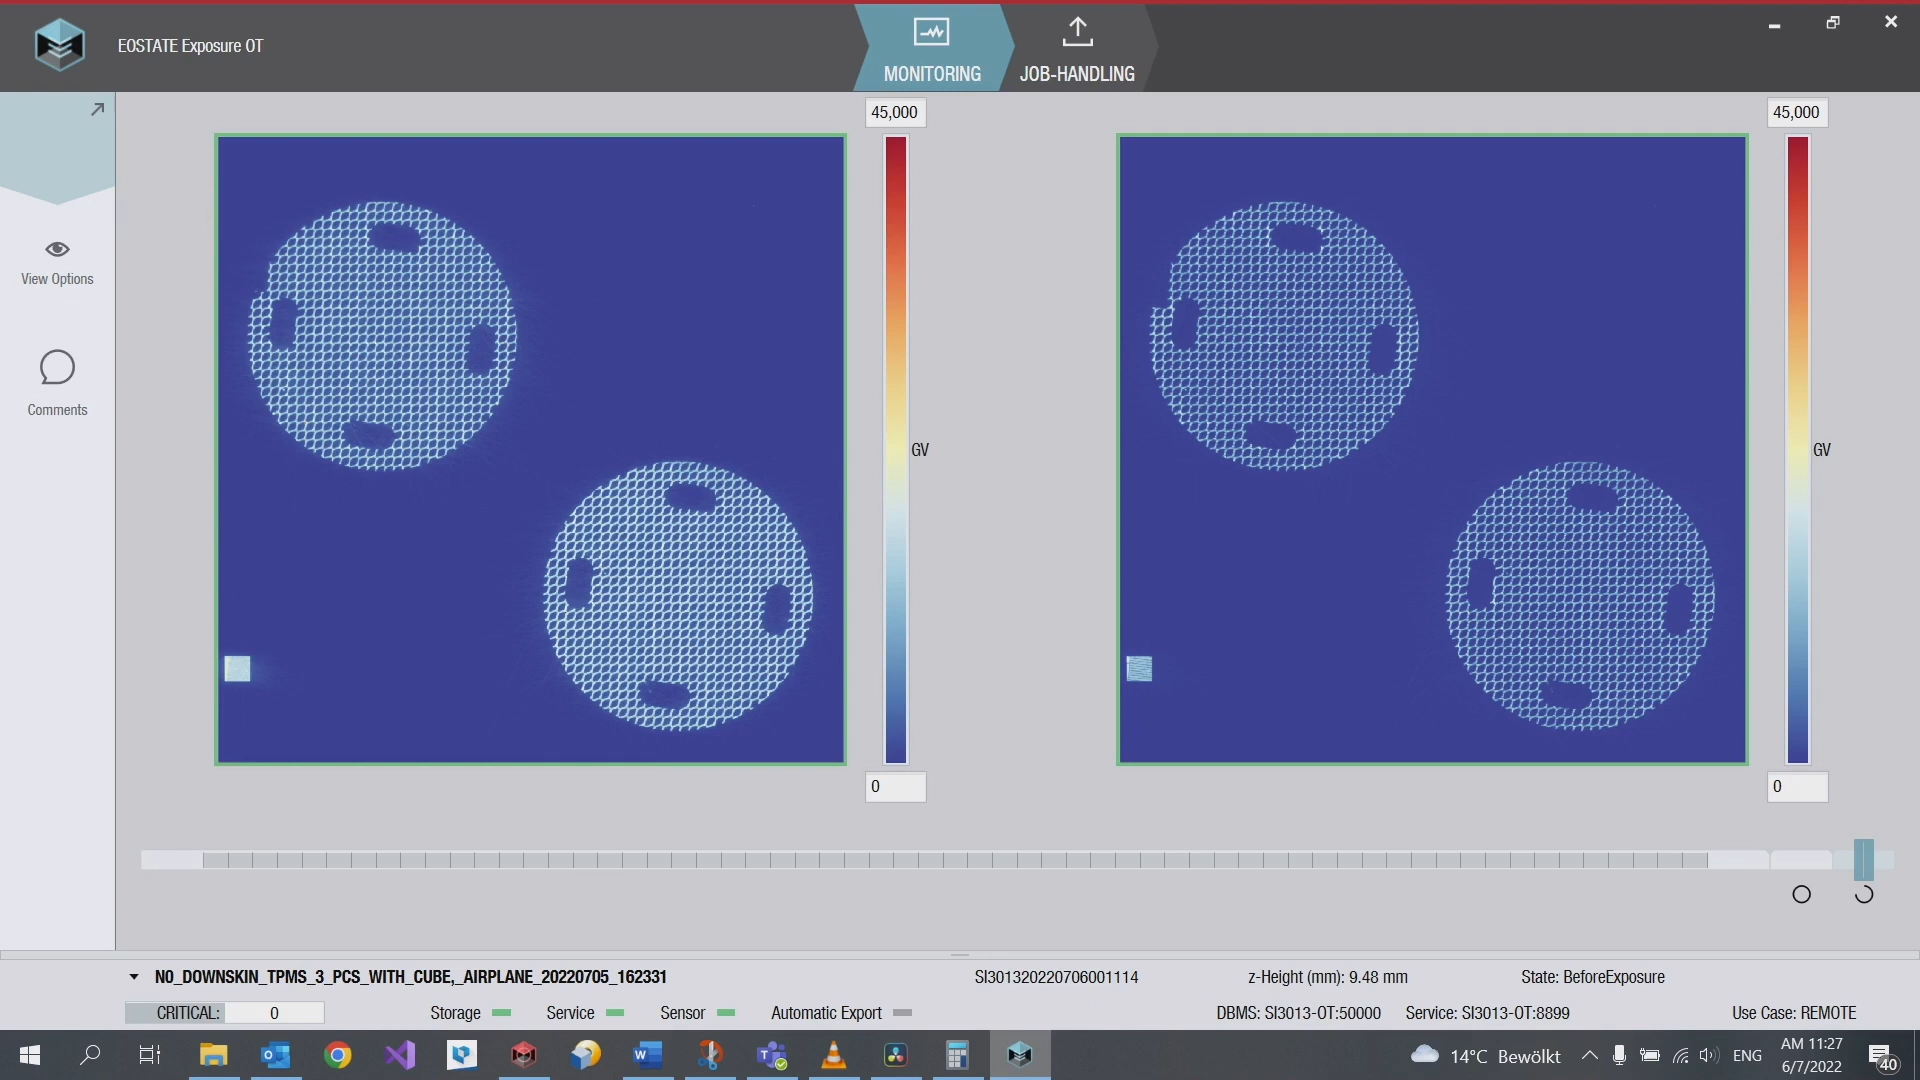 EOSTATE Exposure OT
MONITORING
JOB-HANDLING
View Options
Comments
45,000
GV
0
45,000
GV
0
NO_DOWNSKIN_TPMS_3_PCS_WITH_CUBE,_AIRPLANE_20220705_162331
SI301320220706001114
z-Height (mm): 9.48 mm
State: BeforeExposure
CRITICAL: 0
Storage
Service
Sensor
Automatic Export
DBMS: SI3013-OT:50000
Service: SI3013-OT:8899
Use Case: REMOTE
14°C Bewölkt
ENG
AM 11:27
6/7/2022
40